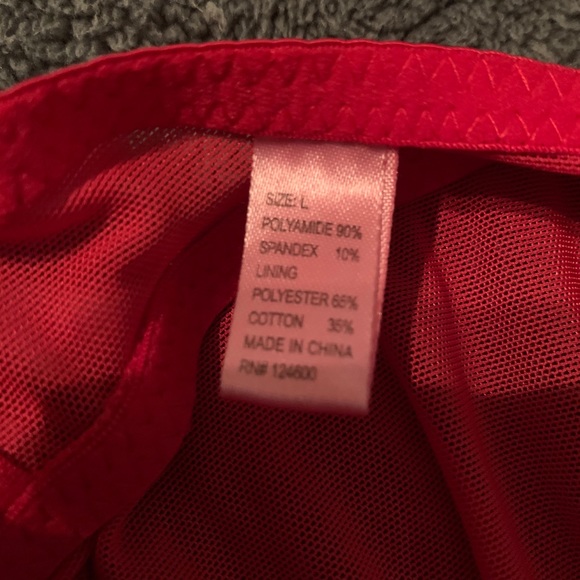 SIZE: L
POLYAMIDE 90%
SPANDEX 10%
LINING
POLYESTER 65%
COTTON 35%
MADE IN CHINA
RN# 124600